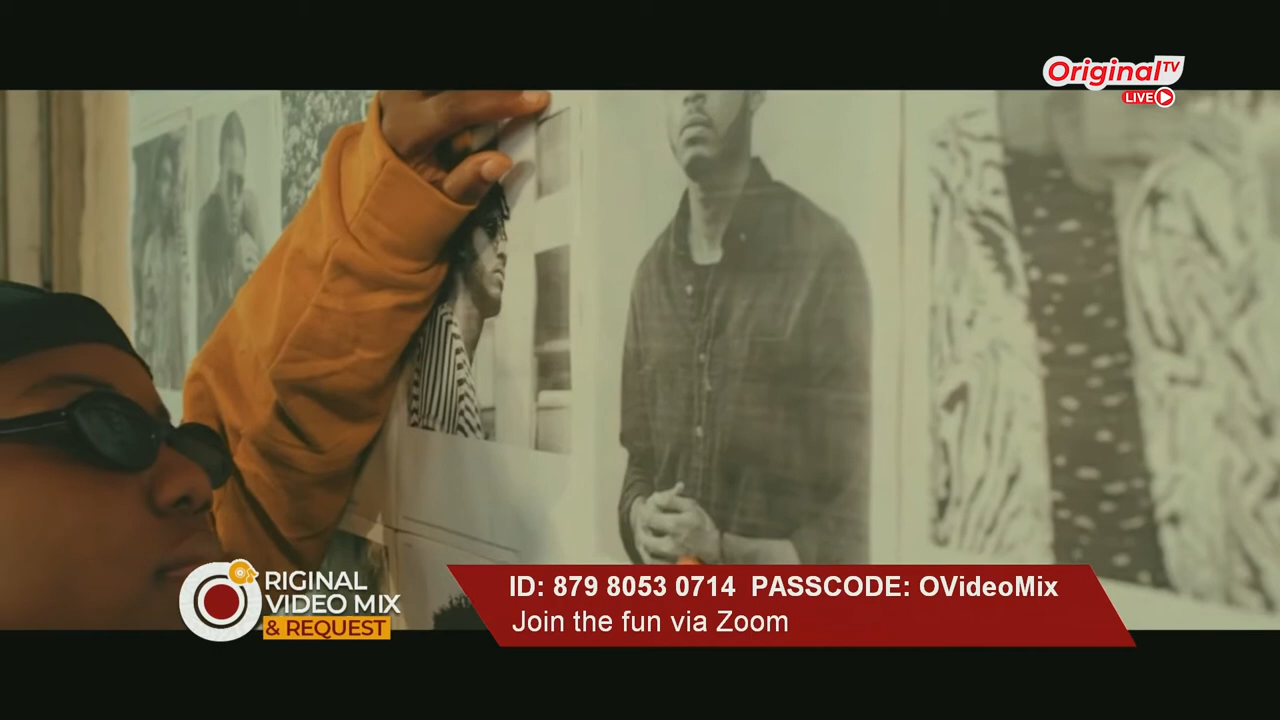 OriginalTV
LIVE
RIGINAL
VIDEO MIX
& REQUEST
ID: 879 8053 0714 PASSCODE: OVideoMix
Join the fun via Zoom